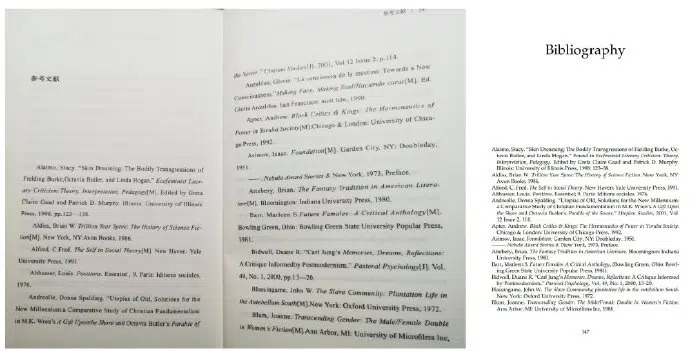 参考文献
Alaimo, Stacy. "Skin Dreaming: The Bodily Transgressions of
Fielding Burke,Octavia Butler, and Linda Hogan." Ecofeminist Liter-
ary Criticism:Theory, Interpretation, Pedagogy[M]. Edited by Greta
Claire Gaad and Patrick D. Murphy. Illinois: University of Illinois
Press, 1998, pp.123—138.
Aldiss, Brian W. Trillion Year Spree: The History of Science Fic-
tion[M]. New York, NY:Avon Books, 1986.
Alford, C Fred. The Self in Social Theory[M]. New Haven: Yale
University Press, 1991.
Althusser, Louis. Positions. Essentiel, 9. Paris: Iditions sociales,
1976.
Andreolle, Donna Spalding. "Utopias of Old, Solutions for the
New Millennium:a Comparative Study of Christian Fundamentalism
in M.K. Wren's A Gift Upon the Shore and Octavia Butler's Parable of
参考文献
the Sower." Utopian Studies[J]. 2001, Vol.12 Issue 2, p.114.
Anzaldua, Gloria. "La conciencia de la mestiza: Towards a New
Consciousness." Making Face, Making Soul/Haciendo caras[M]. Ed.
Gloria Anzaldua. San Francisco: aunt lute, 1990.
Apter, Andrew. Black Critics & Kings: The Hermeneutics of
Power in Yoruba Society[M].Chicago & London: University of Chica-
go Press, 1992.
Asimov, Isaac. Foundation[M]. Garden City, NY: Doubleday,
1951.
——.Nebula Award Stories 8. New York, 1973, Preface.
Attebery, Brian. The Fantasy Tradition in American Litera-
ture[M]. Bloomington: Indiana University Press, 1980.
Barr, Marleen S.Future Females: A Critical Anthology[M].
Bowling Green, Ohio: Bowling Green State University Popular Press,
1981.
Bidwell, Duane R. "Carl Jung's Memories, Dreams, Reflections:
A Critique Informed by Postmodernism." Pastoral Psychology[J]. Vol.
49, No.1, 2000, pp.13—20.
Blassingame, John W. The Slave Community: Plantation Life in
the Antebellum South[M].New York: Oxford University Press, 1972.
Blum, Joanne. Transcending Gender: The Male/Female Double
in Women's Fiction[M].Ann Arbor, MI: University of Microfilms Inc,
Bibliography
Alaimo, Stacy. "Skin Dreaming: The Bodily Transgressions of Fielding Burke, Oc-
tavia Butler, and Linda Hogan." Found in Ecofeminist Literary Criticism: Theory,
Interpretation, Pedagogy. Edited by Greta Claire Gaard and Patrick D. Murphy.
Illinois: University of Illinois Press, 1998, 123–38.
Aldiss, Brian W. Trillion Year Spree: The History of Science Fiction. New York, NY:
Avon Books, 1986.
Alford, C. Fred. The Self in Social Theory. New Haven: Yale University Press, 1991.
Althusser, Louis. Positions. Essentiel; 9. Paris: Iditions sociales, 1976.
Andreolle, Donna Spalding. "Utopias of Old, Solutions for the New Millennium:
a Comparative Study of Christian Fundamentalism in M.K. Wren's A Gift Upon
the Shore and Octavia Butler's Parable of the Sower." Utopian Studies, 2001, Vol.
12 Issue 2, 114.
Apter, Andrew. Black Critics & Kings: The Hermeneutics of Power in Yoruba Society.
Chicago & London: University of Chicago Press, 1992.
Asimov, Isaac. Foundation. Garden City, NY: Doubleday, 1951.
Nebula Award Stories 8. New York, 1973, Preface.
Attebery, Brian. The Fantasy Tradition in American Literature. Bloomington: Indiana
University Press, 1980.
Barr, Marleen S. Future Females: A Critical Anthology. Bowling Green, Ohio: Bowl-
ing Green State University Popular Press, 1981.
Bidwell, Duane R. "Carl Jung's Memories, Dreams, Reflections: A Critique Informed
by Postmodernism." Pastoral Psychology. Vol. 49, No. 1, 2000, 13–20.
Blassingame, John W. The Slave Community: plantation life in the antebellum South.
New York: Oxford University Press, 1972.
Blum, Joanne. Transcending Gender: The Male/Female Double in Women's Fiction.
Ann Arbor, MI: University of Microfilms Inc, 1988.
147